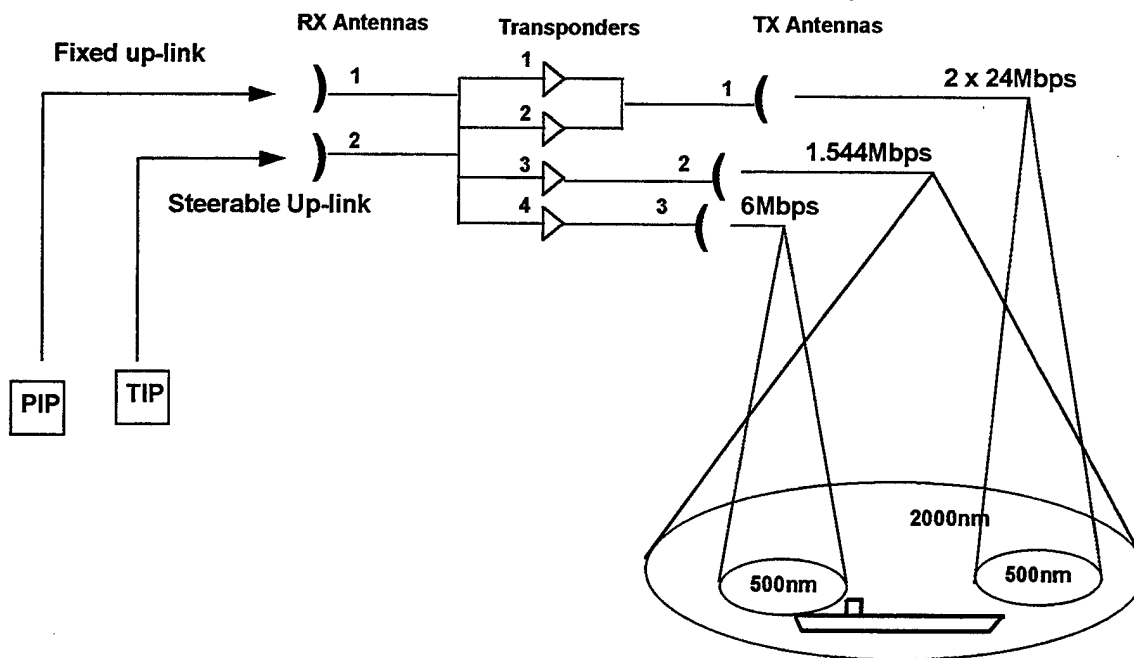 RX Antennas
Transponders
TX Antennas
Fixed up-link
1
1
1
2 x 24Mbps
2
2
Steerable Up-link
3
2
1.544Mbps
4
3
6Mbps
PIP
TIP
2000nm
500nm
500nm